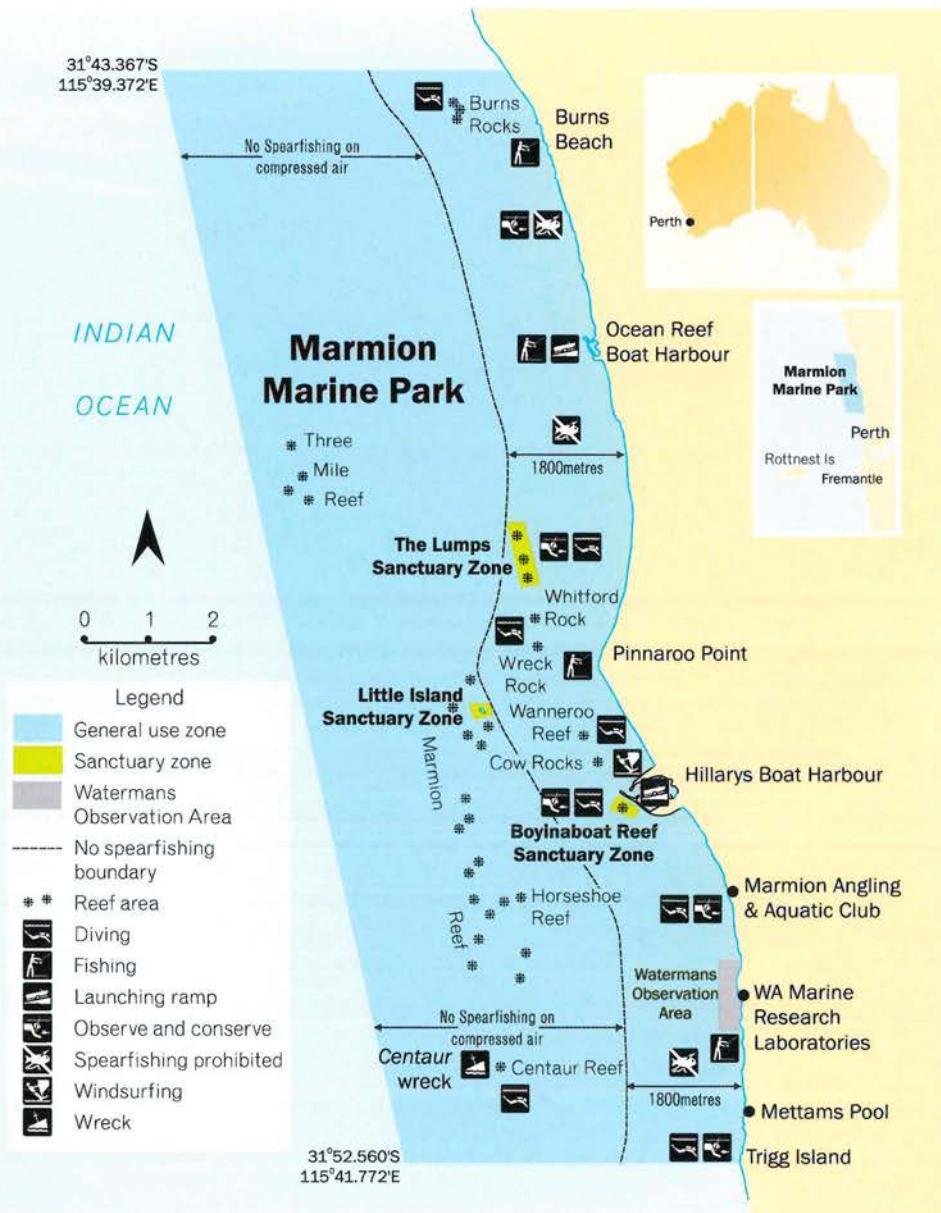 31°43.367'S
115°39.372'E
Burns
Rocks
Burns
Beach
No Spearfishing on
compressed air
Perth
INDIAN
OCEAN
Marmion
Marine Park
Ocean Reef
Boat Harbour
Marmion
Marine Park
Perth
Rottnest Is
Fremantle
Three
Mile
Reef
1800metres
The Lumps
Sanctuary Zone
Whitford
Rock
Wreck
Rock
Pinnaroo Point
0 1 2
kilometres
Little Island
Sanctuary Zone
Wanneroo
Reef
Cow Rocks
Marmion
Reef
Hillarys Boat Harbour
Boyinaboat Reef
Sanctuary Zone
Horseshoe
Reef
Marmion Angling
& Aquatic Club
Watermans
Observation
Area
WA Marine
Research
Laboratories
No Spearfishing on
compressed air
Centaur
wreck
Centaur Reef
1800metres
Mettams Pool
Trigg Island
31°52.560'S
115°41.772'E
Legend
General use zone
Sanctuary zone
Watermans
Observation Area
No spearfishing
boundary
Reef area
Diving
Fishing
Launching ramp
Observe and conserve
Spearfishing prohibited
Windsurfing
Wreck